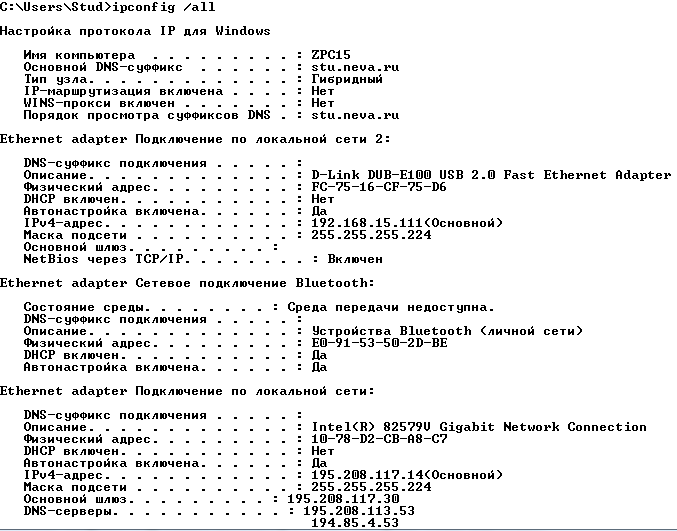 C:\Users\Stud>ipconfig /all
Настройка протокола IP для Windows
Имя компьютера . . . . . . . . . : ZPC15
Основной DNS-суффикс . . . . . . : stu.neva.ru
Тип узла. . . . . . . . . . . . . : Гибридный
IP-маршрутизация включена . . . . : Нет
WINS-прокси включен . . . . . . . : Нет
Порядок просмотра суффиксов DNS . : stu.neva.ru
Ethernet adapter Подключение по локальной сети 2:
DNS-суффикс подключения . . . . . :
Описание. . . . . . . . . . . . . : D-Link DUB-E100 USB 2.0 Fast Ethernet Adapter
Физический адрес. . . . . . . . . : FC-75-16-CF-75-D6
DHCP включен. . . . . . . . . . . : Нет
Автонастройка включена. . . . . . : Да
IPv4-адрес. . . . . . . . . . . . : 192.168.15.111(Основной)
Маска подсети . . . . . . . . . . : 255.255.255.224
Основной шлюз. . . . . . . . . :
NetBios через TCP/IP. . . . . . . . : Включен
Ethernet adapter Сетевое подключение Bluetooth:
Состояние среды. . . . . . . . : Среда передачи недоступна.
DNS-суффикс подключения . . . . . :
Описание. . . . . . . . . . . . . : Устройства Bluetooth (личной сети)
Физический адрес. . . . . . . . . : E0-91-53-50-2D-BE
DHCP включен. . . . . . . . . . . : Да
Автонастройка включена. . . . . . : Да
Ethernet adapter Подключение по локальной сети:
DNS-суффикс подключения . . . . . :
Описание. . . . . . . . . . . . . : Intel(R) 82579V Gigabit Network Connection
Физический адрес. . . . . . . . . : 10-78-D2-CB-A8-C7
DHCP включен. . . . . . . . . . . : Нет
Автонастройка включена. . . . . . : Да
IPv4-адрес. . . . . . . . . . . . : 195.208.117.14(Основной)
Маска подсети . . . . . . . . . . : 255.255.255.224
Основной шлюз. . . . . . . . . : 195.208.117.30
DNS-серверы. . . . . . . . . . . : 195.208.113.53
194.85.4.53